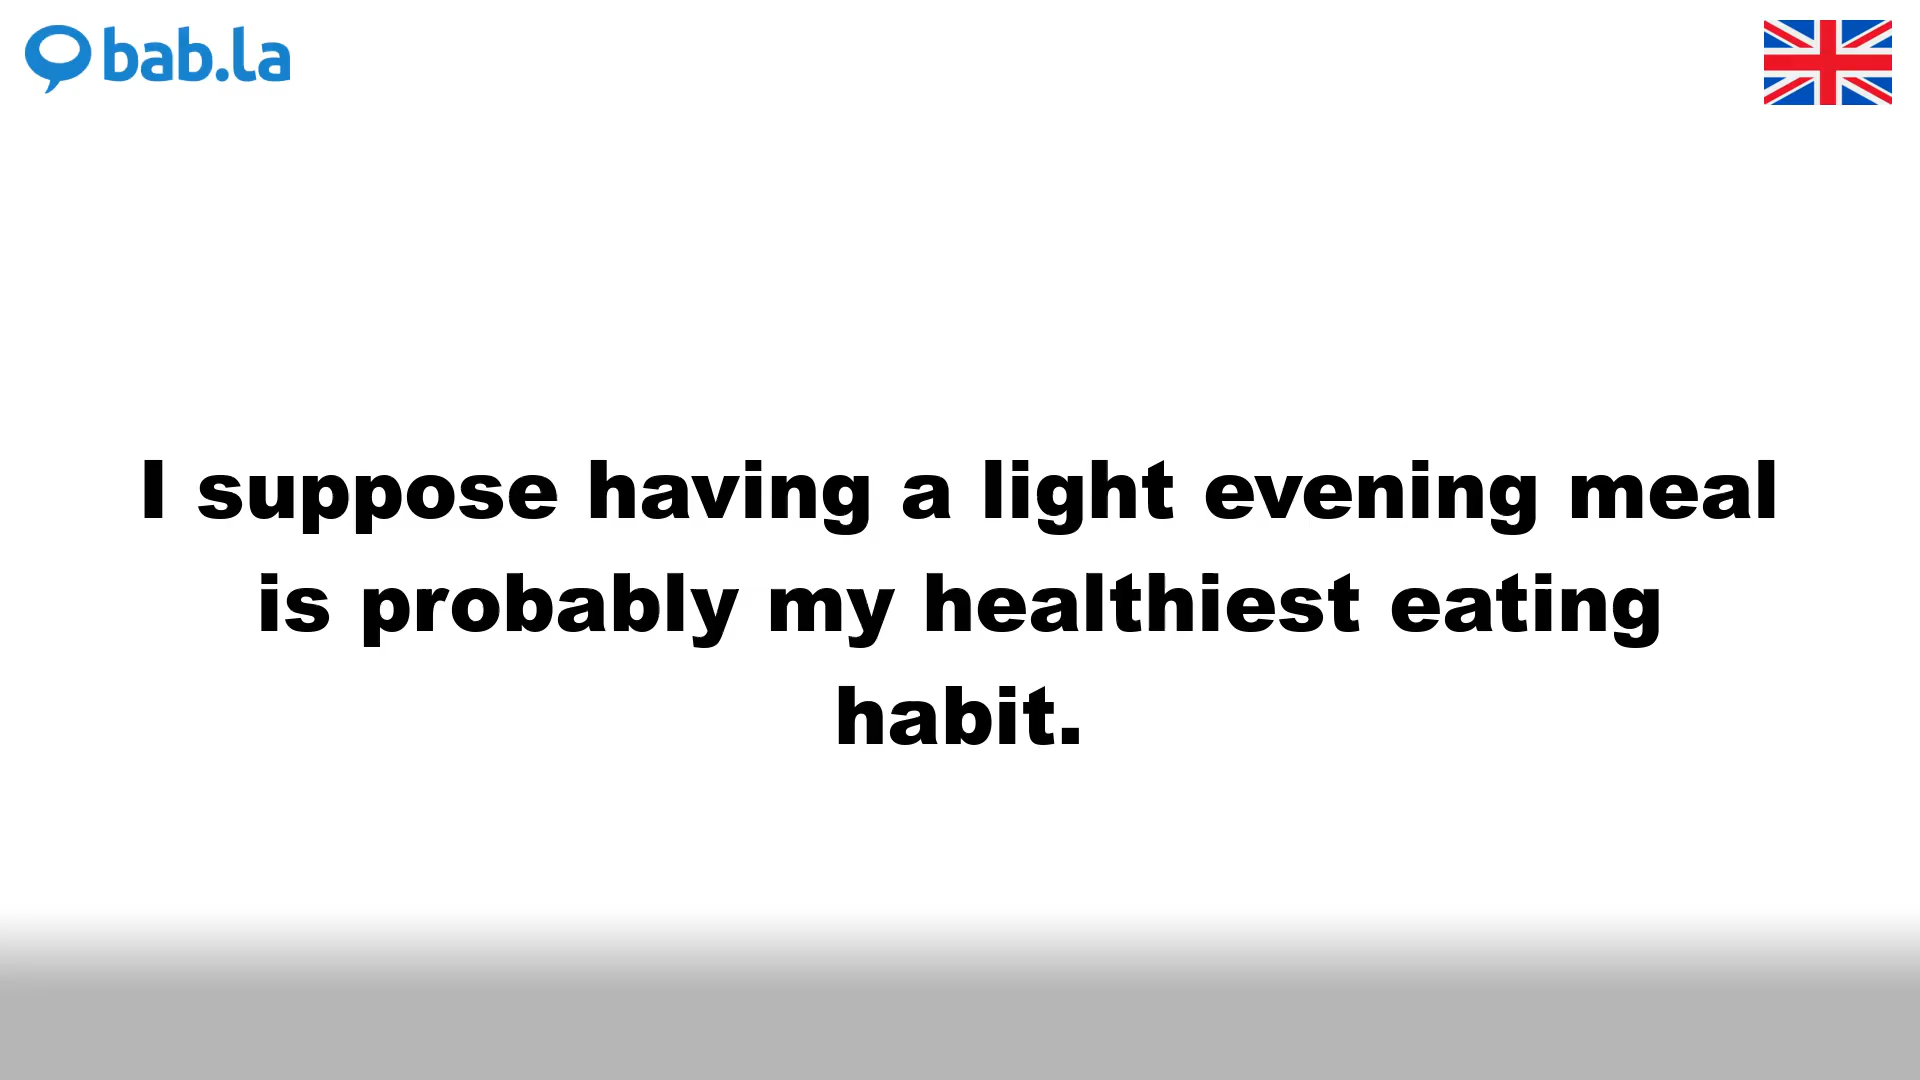 bab.la
I suppose having a light evening meal
is probably my healthiest eating
habit.